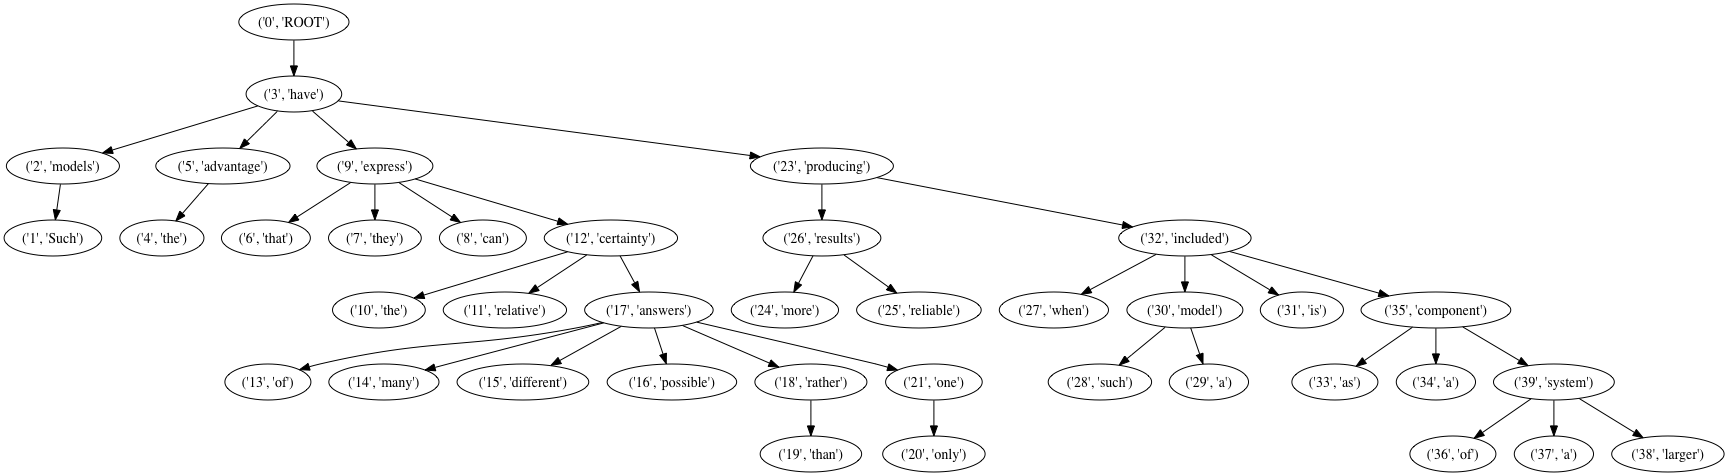 ('0', 'ROOT')
('3', 'have')
('2', 'models') ('5', 'advantage') ('9', 'express') ('23', 'producing')
('1', 'Such') ('4', 'the') ('6', 'that') ('7', 'they') ('8', 'can') ('12', 'certainty') ('26', 'results') ('32', 'included')
('10', 'the') ('11', 'relative') ('17', 'answers') ('24', 'more') ('25', 'reliable') ('27', 'when') ('30', 'model') ('31', 'is') ('35', 'component')
('13', 'of') ('14', 'many') ('15', 'different') ('16', 'possible') ('18', 'rather') ('21', 'one') ('28', 'such') ('29', 'a') ('33', 'as') ('34', 'a') ('39', 'system')
('19', 'than') ('20', 'only') ('36', 'of') ('37', 'a') ('38', 'larger')